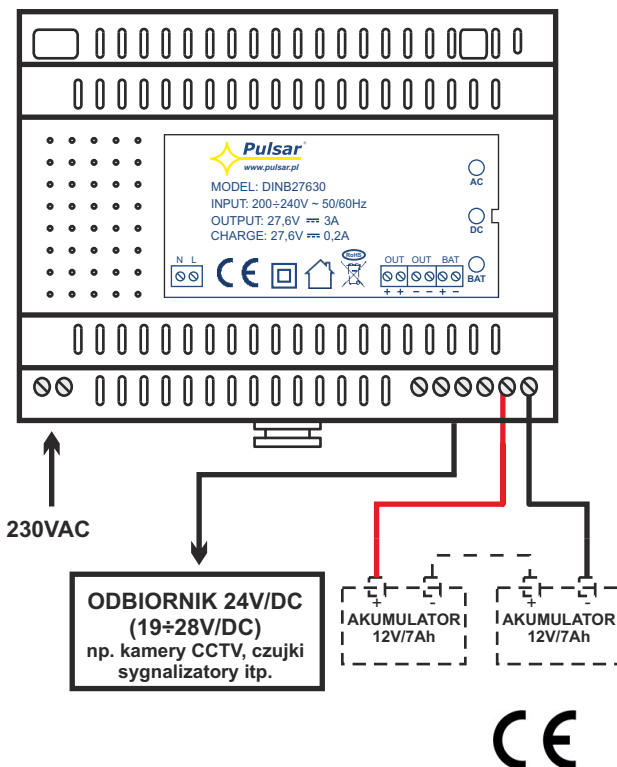 Pulsar
www.pulsar.pl
MODEL: DINB27630
INPUT: 200÷240V ~ 50/60Hz
OUTPUT: 27,6V ⎓ 3A
CHARGE: 27,6V ⎓ 0,2A
AC
DC
BAT
N L
CE
RoHS
OUT OUT BAT
+ + − − + −
230VAC
ODBIORNIK 24V/DC
(19÷28V/DC)
np. kamery CCTV, czujki
sygnalizatory itp.
+ -
AKUMULATOR
12V/7Ah
+ -
AKUMULATOR
12V/7Ah
CE